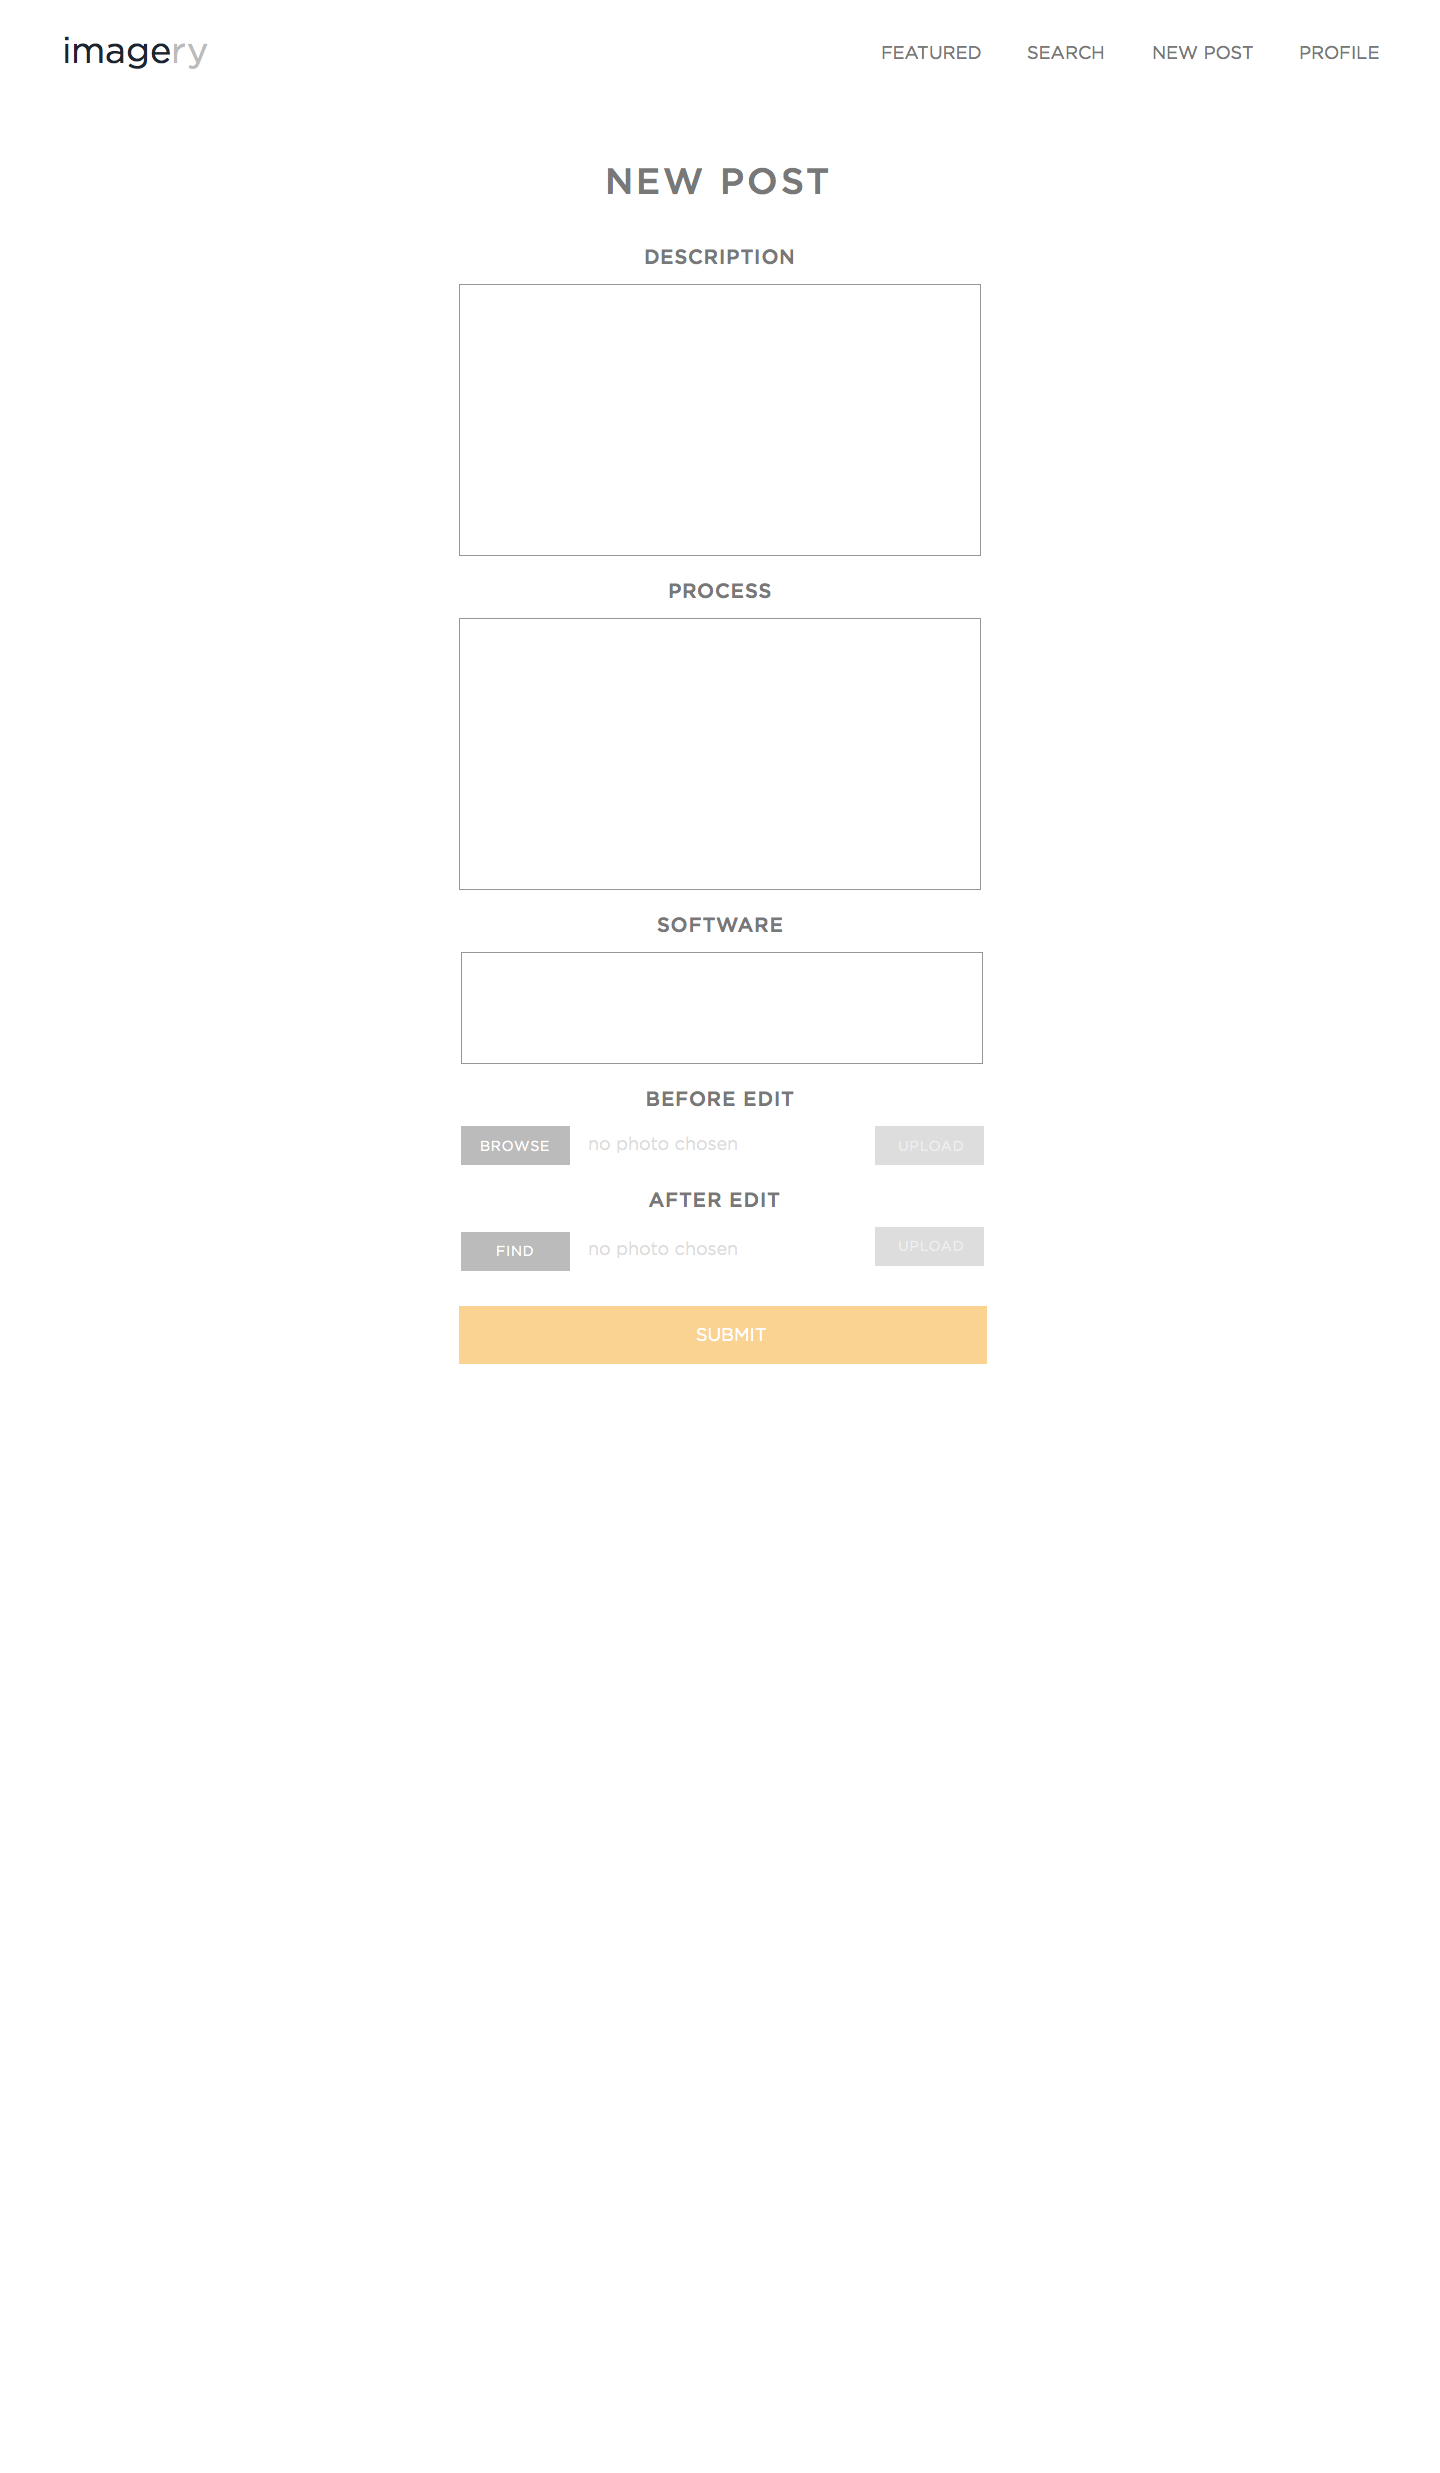 imagery FEATURED SEARCH NEW POST PROFILE
NEW POST
DESCRIPTION
PROCESS
SOFTWARE
BEFORE EDIT
BROWSE no photo chosen UPLOAD
AFTER EDIT
FIND no photo chosen UPLOAD
SUBMIT